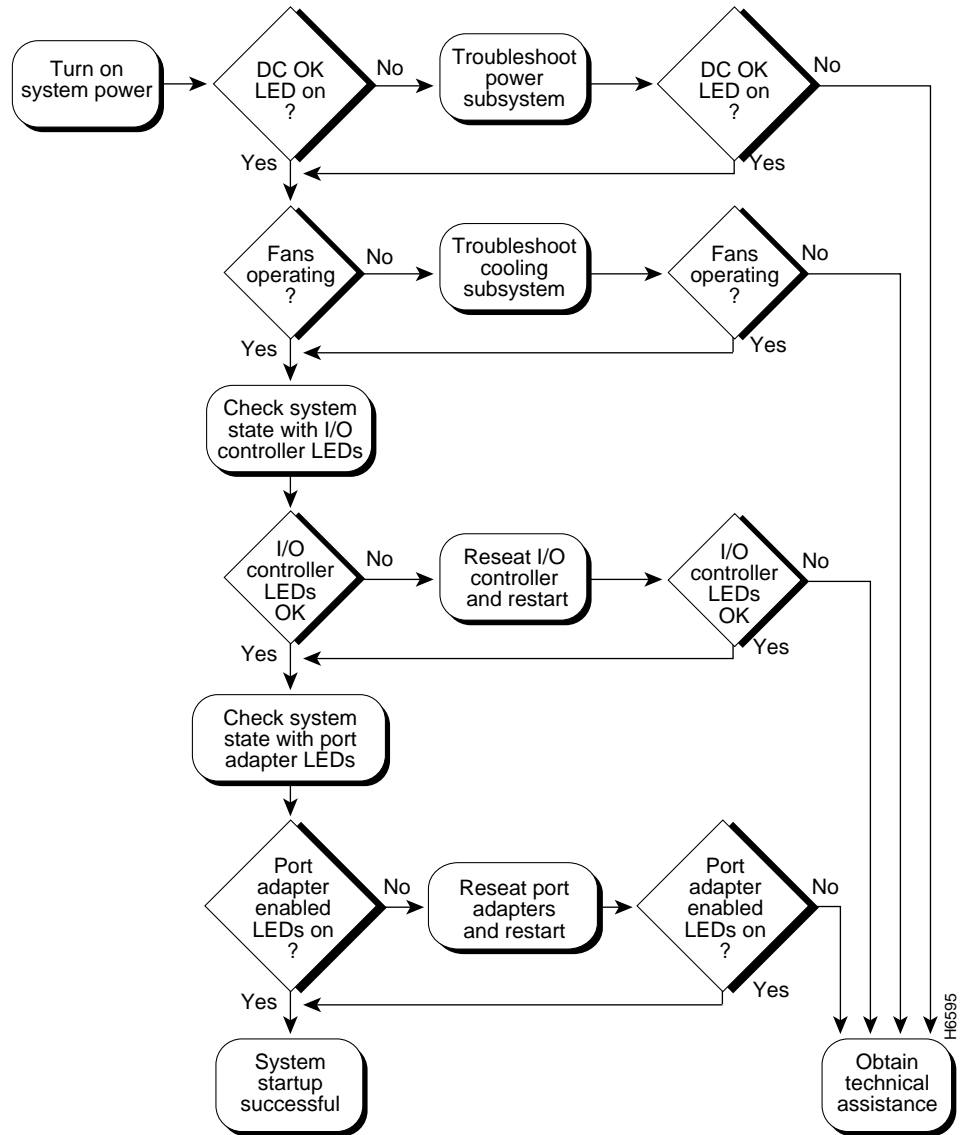 Turn on
system power
DC OK
LED on
?
No
Troubleshoot
power
subsystem
DC OK
LED on
?
No
Yes
Yes
Fans
operating
?
No
Troubleshoot
cooling
subsystem
Fans
operating
?
No
Yes
Yes
Check system
state with I/O
controller LEDs
I/O
controller
LEDs
OK
No
Reseat I/O
controller
and restart
I/O
controller
LEDs
OK
No
Yes
Yes
Check system
state with port
adapter LEDs
Port
adapter
enabled
LEDs on
?
No
Reseat port
adapters
and restart
Port
adapter
enabled
LEDs on
?
No
Yes
Yes
System
startup
successful
Obtain
technical
assistance
H6595